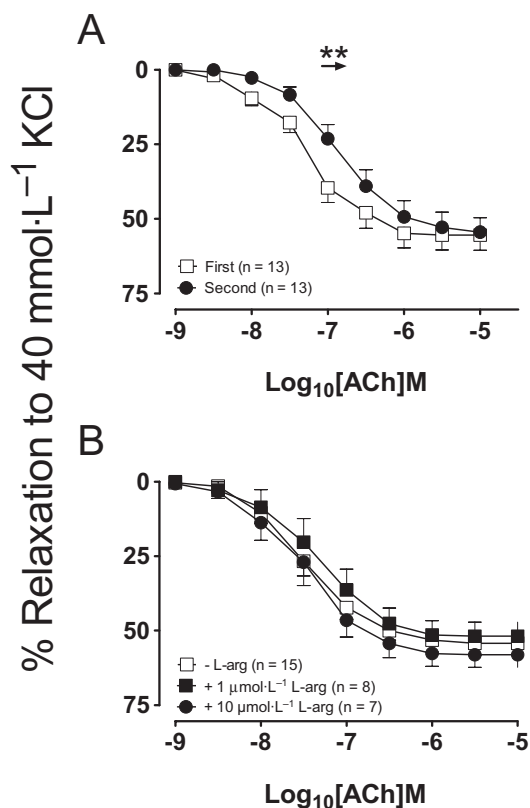 A
**
% Relaxation to 40 mmol·L⁻¹ KCl
0
25
50
75
First (n = 13)
Second (n = 13)
-9 -8 -7 -6 -5
Log₁₀[ACh]M
B
0
25
50
75
- L-arg (n = 15)
+ 1 µmol·L⁻¹ L-arg (n = 8)
+ 10 µmol·L⁻¹ L-arg (n = 7)
-9 -8 -7 -6 -5
Log₁₀[ACh]M